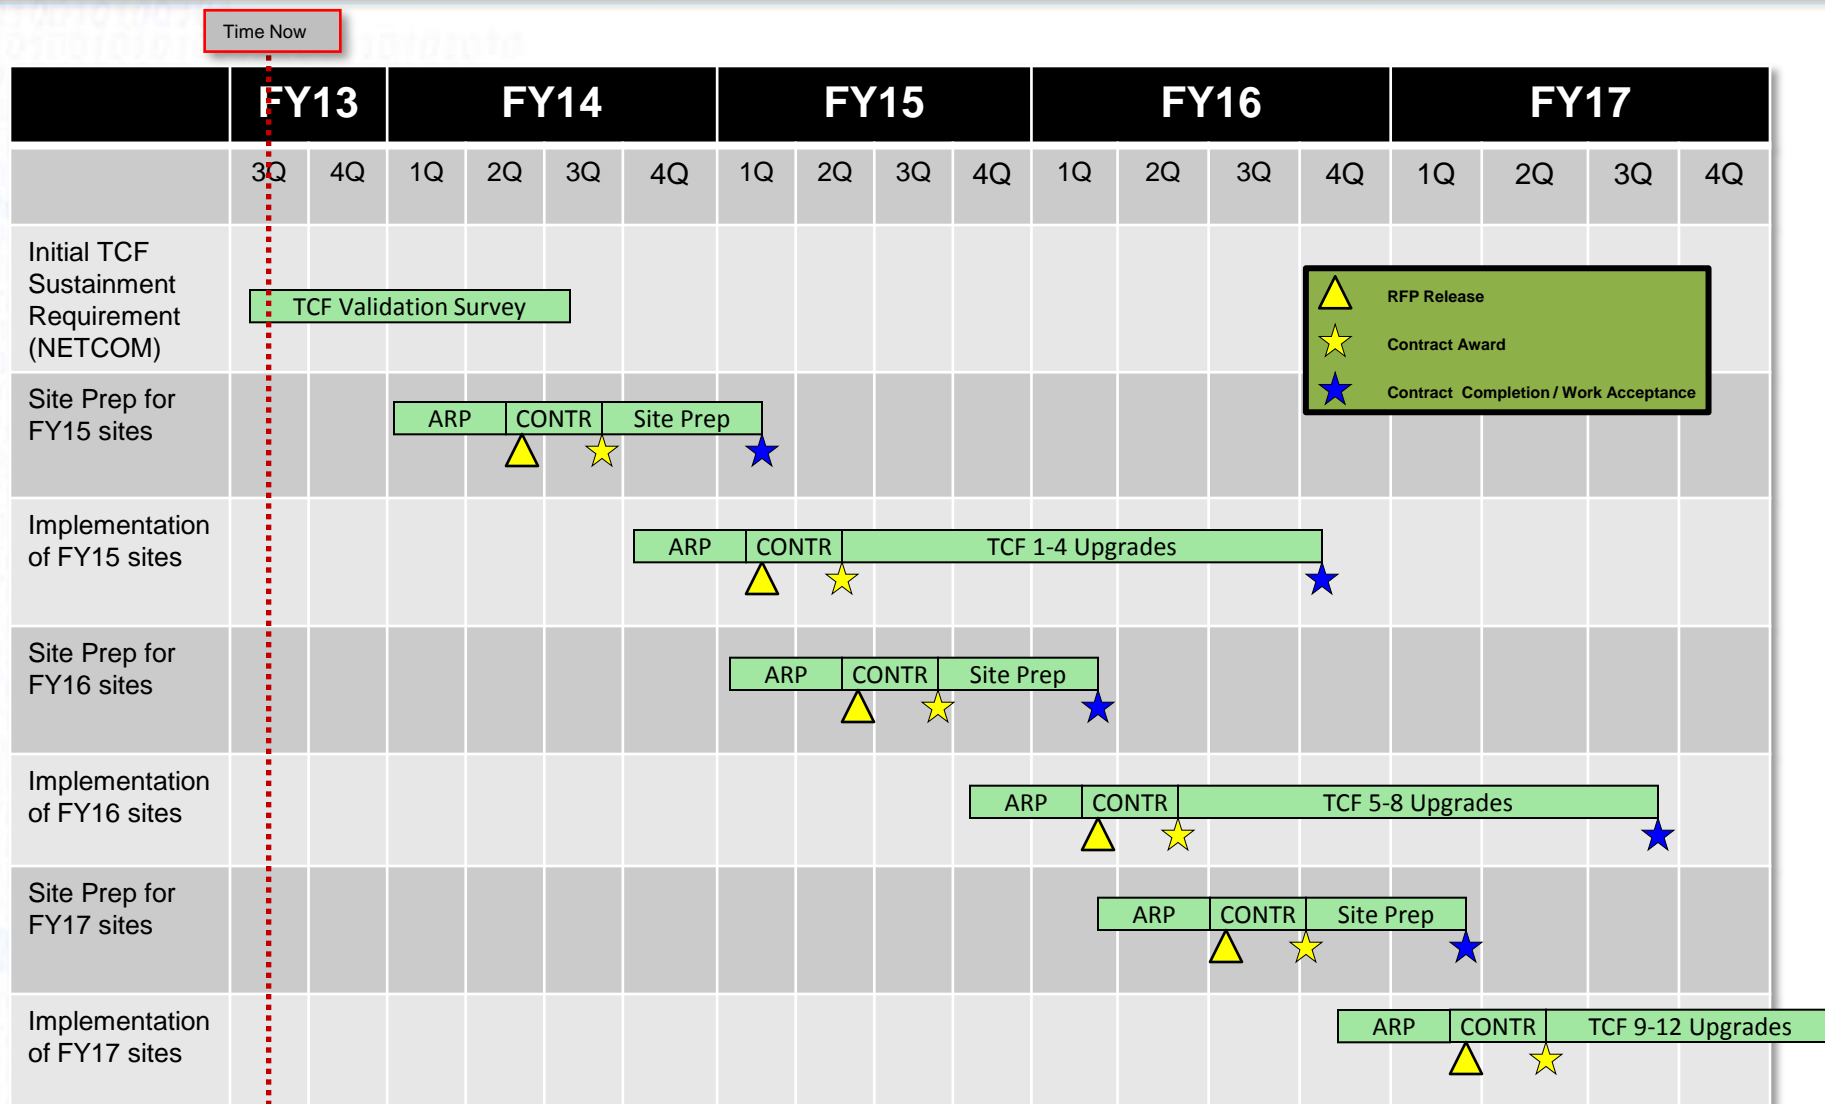 Time Now
FY13 FY14 FY15 FY16 FY17
3Q 4Q 1Q 2Q 3Q 4Q 1Q 2Q 3Q 4Q 1Q 2Q 3Q 4Q 1Q 2Q 3Q 4Q
Initial TCF
Sustainment
Requirement
(NETCOM)
TCF Validation Survey
RFP Release
Contract Award
Contract Completion / Work Acceptance
Site Prep for
FY15 sites
ARP CONTR Site Prep
Implementation
of FY15 sites
ARP CONTR TCF 1-4 Upgrades
Site Prep for
FY16 sites
ARP CONTR Site Prep
Implementation
of FY16 sites
ARP CONTR TCF 5-8 Upgrades
Site Prep for
FY17 sites
ARP CONTR Site Prep
Implementation
of FY17 sites
ARP CONTR TCF 9-12 Upgrades